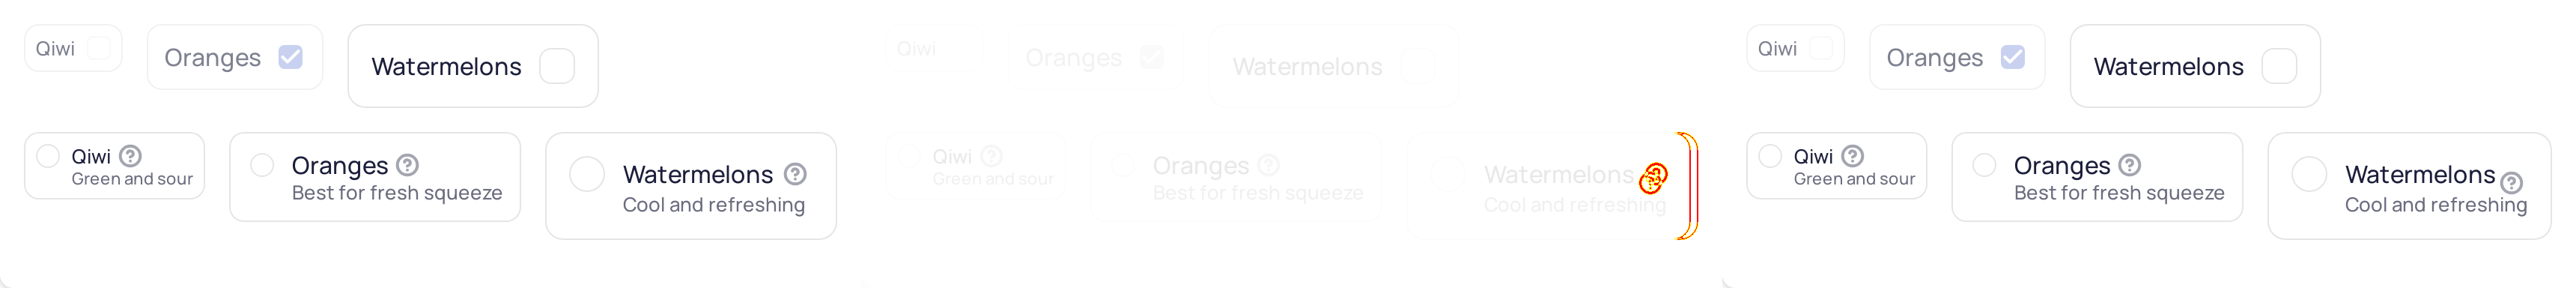 Qiwi Oranges Watermelons Qiwi Oranges Watermelons Qiwi Oranges Watermelons
Qiwi Oranges Watermelons Qiwi Oranges Watermelons Qiwi Oranges Watermelons
Green and sour Best for fresh squeeze Cool and refreshing Green and sour Best for fresh squeeze Cool and refreshing Green and sour Best for fresh squeeze Cool and refreshing